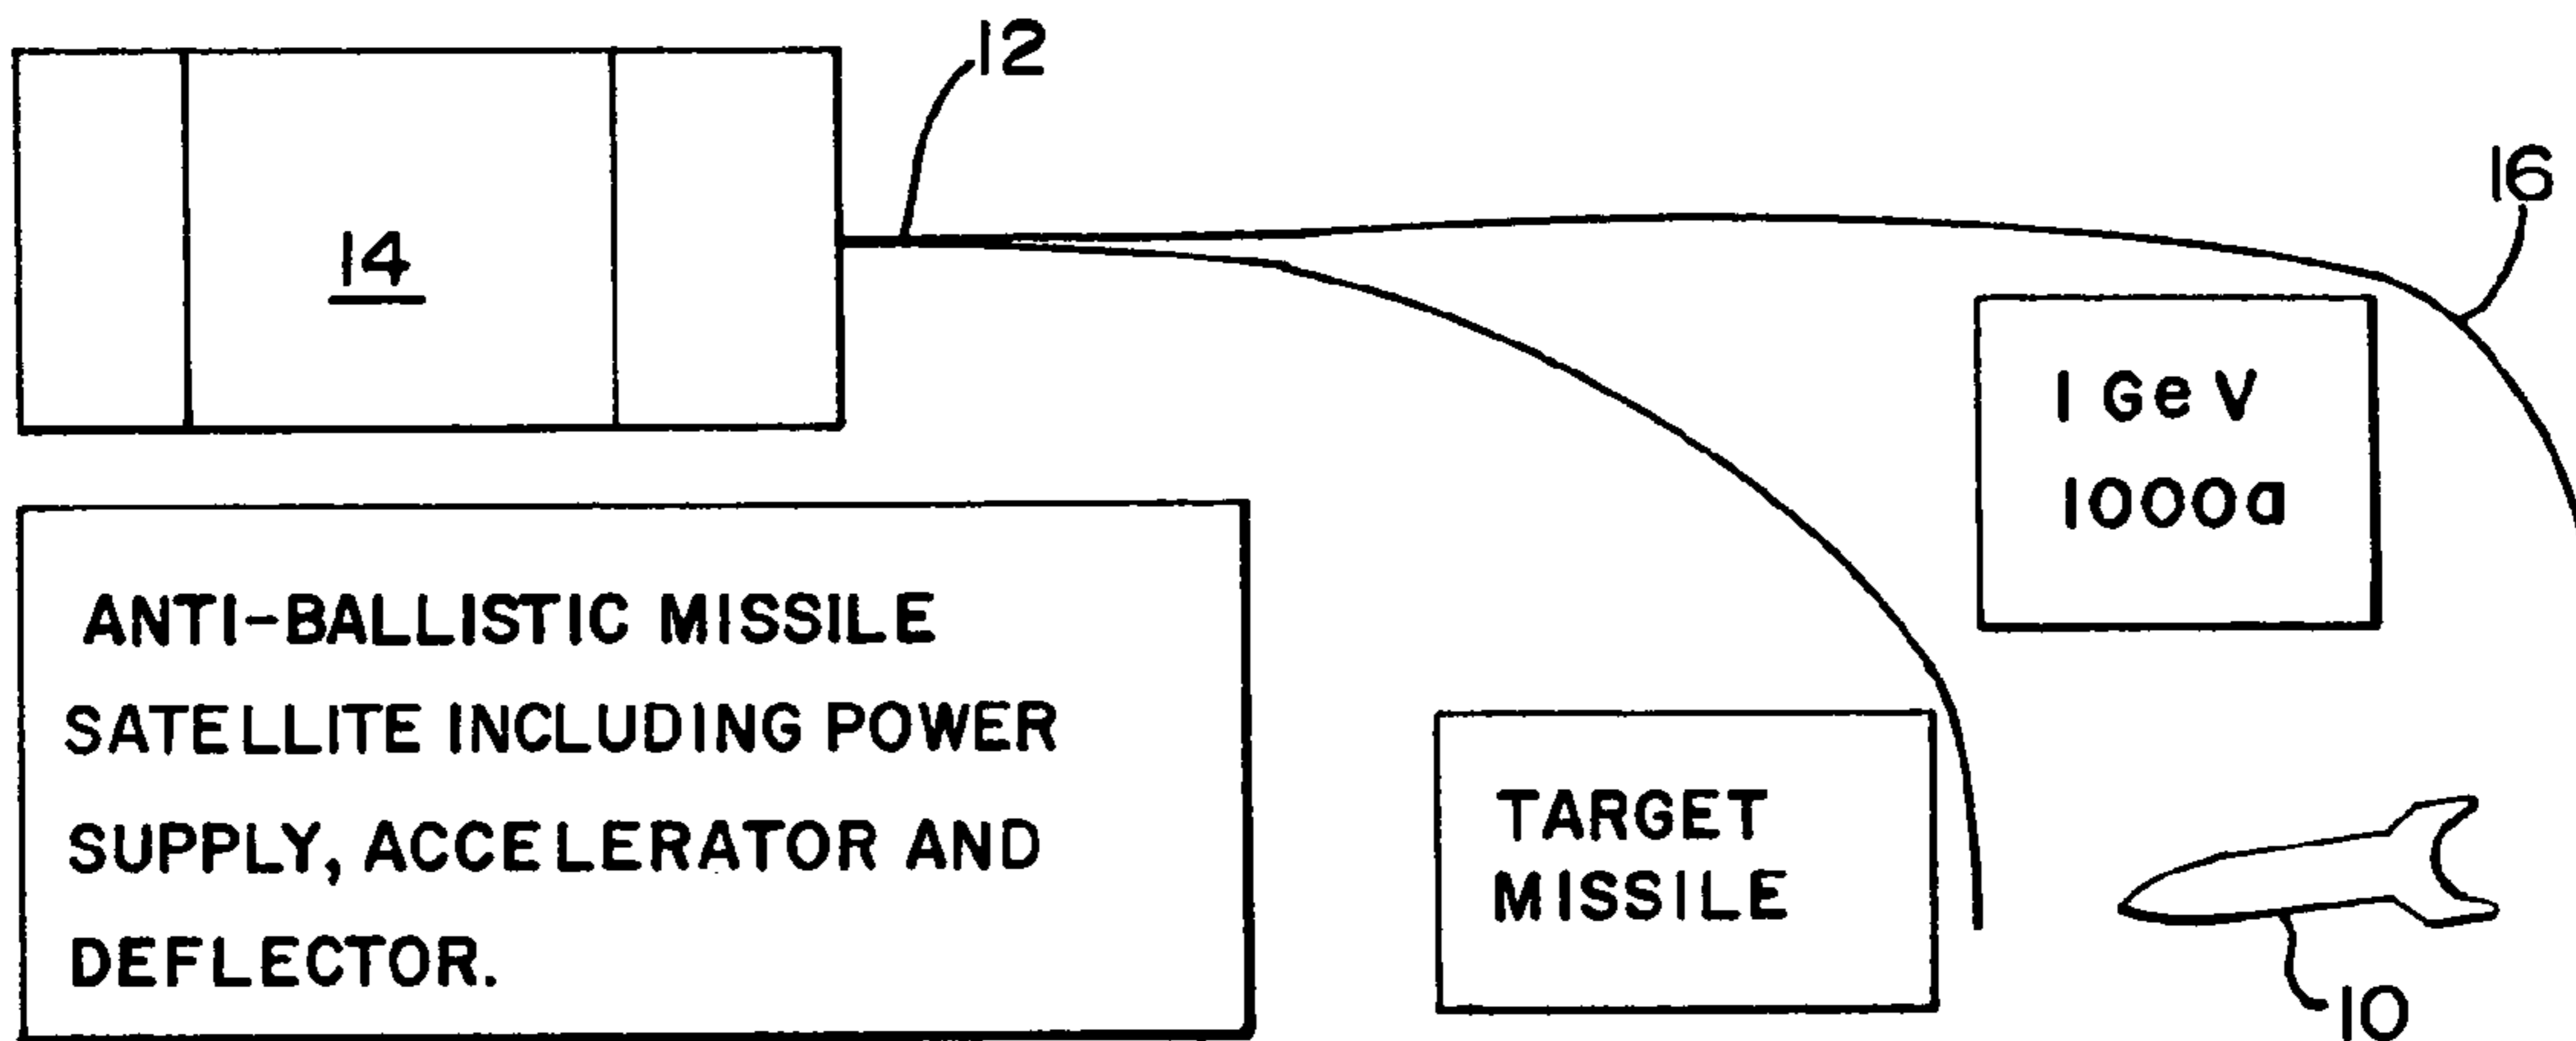 12
16
14
1 GeV
1000a
ANTI-BALLISTIC MISSILE
SATELLITE INCLUDING POWER
SUPPLY, ACCELERATOR AND
DEFLECTOR.
TARGET
MISSILE
10